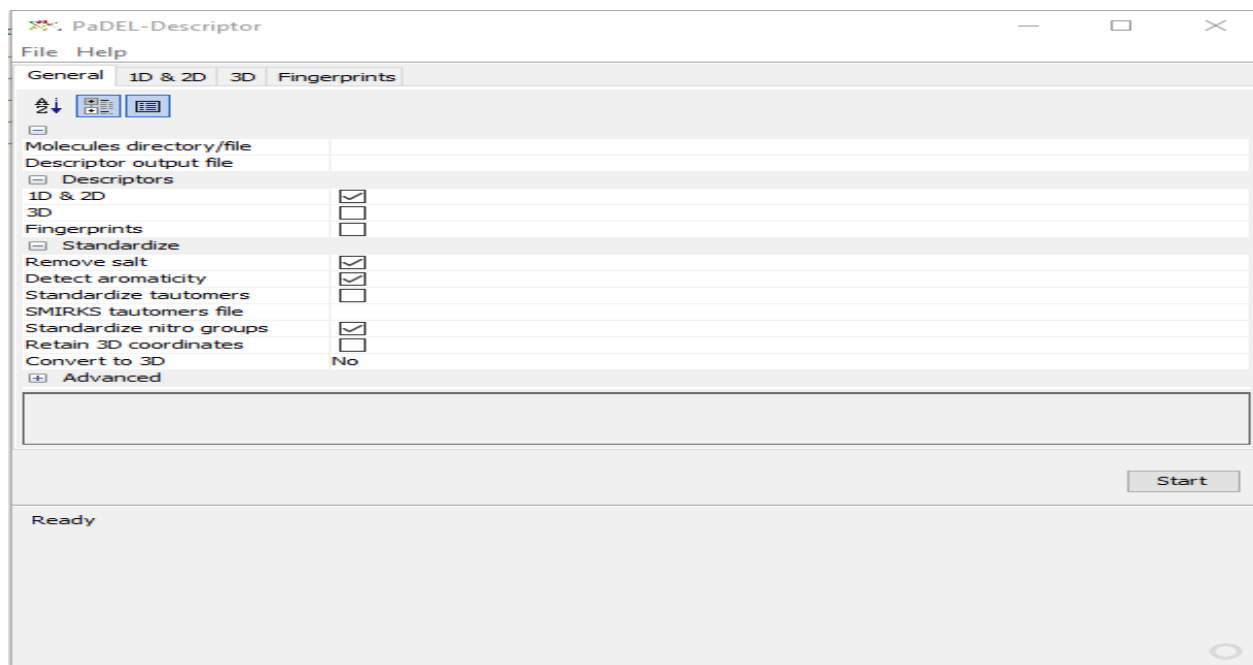 PaDEL-Descriptor
File Help
General 1D & 2D 3D Fingerprints
Molecules directory/file
Descriptor output file
Descriptors
1D & 2D
3D
Fingerprints
Standardize
Remove salt
Detect aromaticity
Standardize tautomers
SMIRKS tautomers file
Standardize nitro groups
Retain 3D coordinates
Convert to 3D No
Advanced
Start
Ready